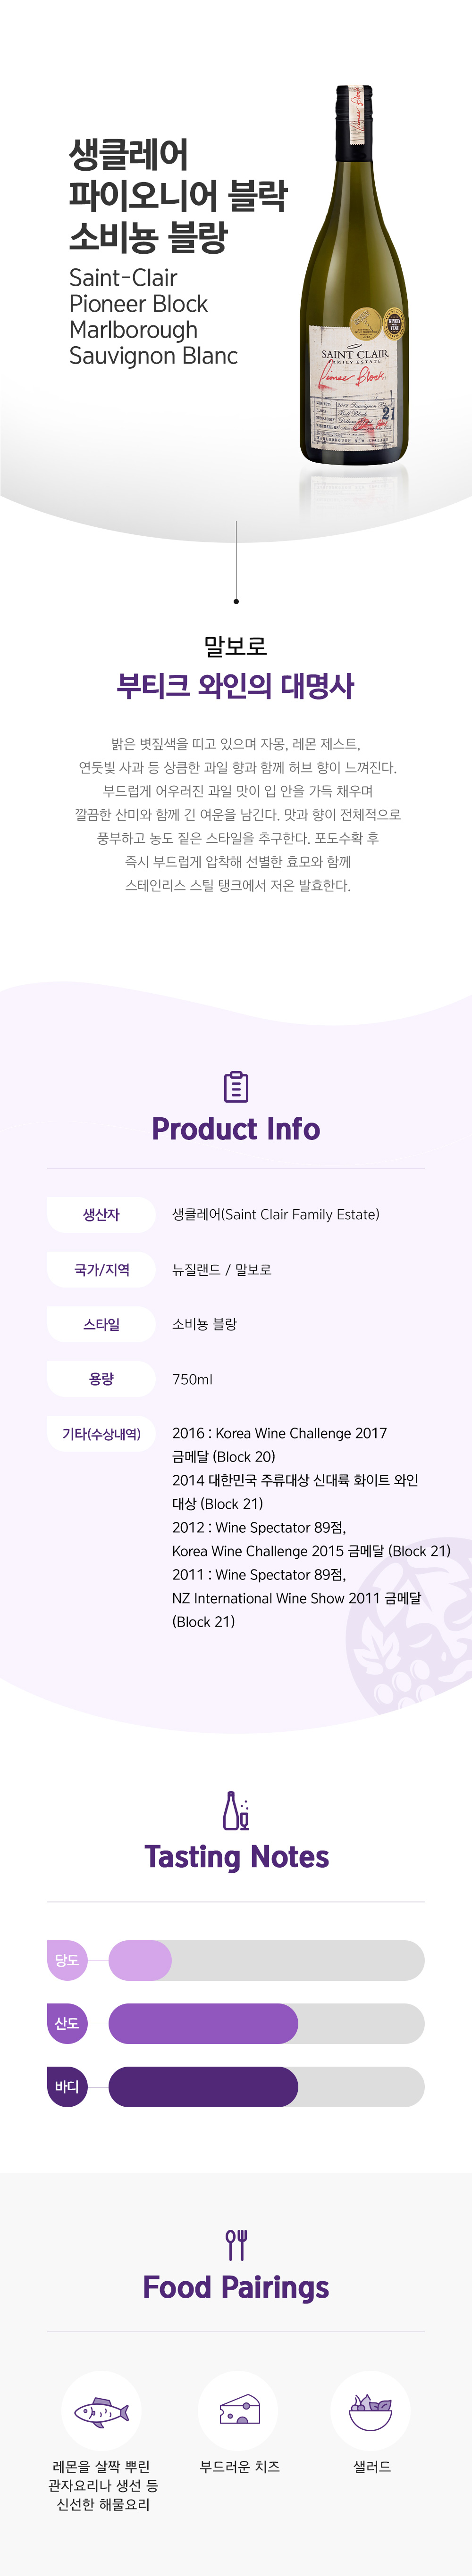 생클레어
파이오니어 블락
소비뇽 블랑
Saint-Clair
Pioneer Block
Marlborough
Sauvignon Blanc
SAINT CLAIR
FAMILY ESTATE
Pioneer Block
21
MARLBOROUGH NEW ZEALAND
말보로
부티크 와인의 대명사
밝은 볏짚색을 띠고 있으며 자몽, 레몬 제스트,
연둣빛 사과 등 상큼한 과일 향과 함께 허브 향이 느껴진다.
부드럽게 어우러진 과일 맛이 입 안을 가득 채우며
깔끔한 산미와 함께 긴 여운을 남긴다. 맛과 향이 전체적으로
풍부하고 농도 짙은 스타일을 추구한다. 포도수확 후
즉시 부드럽게 압착해 선별한 효모와 함께
스테인리스 스틸 탱크에서 저온 발효한다.
Product Info
생산자 생클레어(Saint Clair Family Estate)
국가/지역 뉴질랜드 / 말보로
스타일 소비뇽 블랑
용량 750ml
기타(수상내역) 2016 : Korea Wine Challenge 2017
금메달 (Block 20)
2014 대한민국 주류대상 신대륙 화이트 와인
대상 (Block 21)
2012 : Wine Spectator 89점,
Korea Wine Challenge 2015 금메달 (Block 21)
2011 : Wine Spectator 89점,
NZ International Wine Show 2011 금메달
(Block 21)
Tasting Notes
당도
산도
바디
Food Pairings
레몬을 살짝 뿌린
관자요리나 생선 등
신선한 해물요리
부드러운 치즈
샐러드